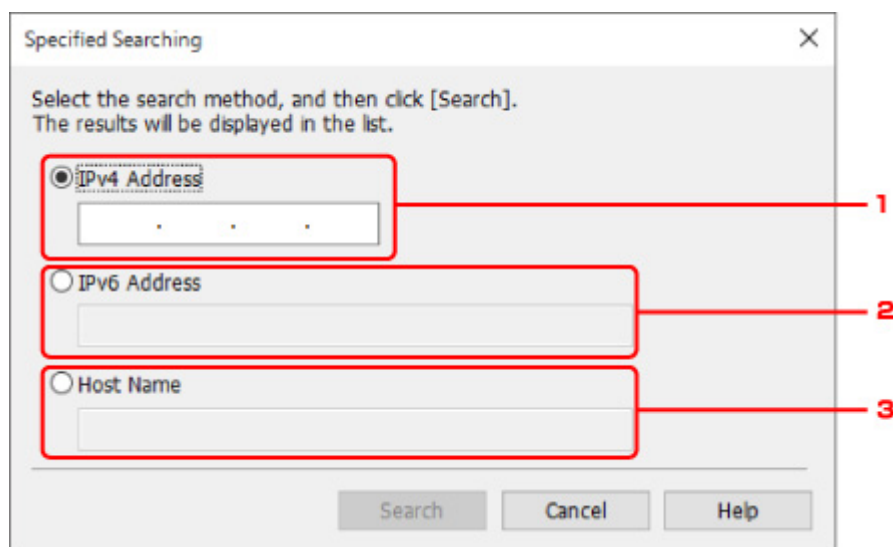 Specified Searching
Select the search method, and then click [Search].
The results will be displayed in the list.
IPv4 Address
1
. . .
IPv6 Address
2
Host Name
3
Search Cancel Help